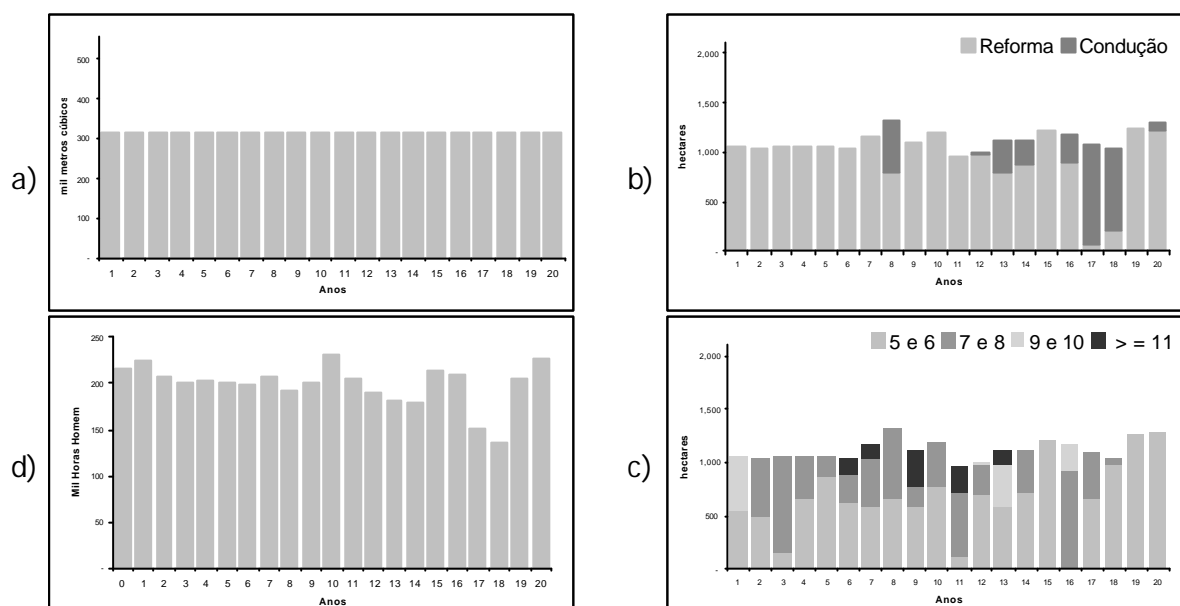 a)
mil metros cúbicos
500
400
300
200
100
-
1 2 3 4 5 6 7 8 9 10 11 12 13 14 15 16 17 18 19 20
Anos
b)
Reforma Condução
hectares
2,000
1,500
1,000
500
-
1 2 3 4 5 6 7 8 9 10 11 12 13 14 15 16 17 18 19 20
Anos
d)
Mil Horas Homem
250
200
150
100
50
-
0 1 2 3 4 5 6 7 8 9 10 11 12 13 14 15 16 17 18 19 20
Anos
c)
5 e 6 7 e 8 9 e 10 > = 11
hectares
2,000
1,500
1,000
500
-
1 2 3 4 5 6 7 8 9 10 11 12 13 14 15 16 17 18 19 20
Anos